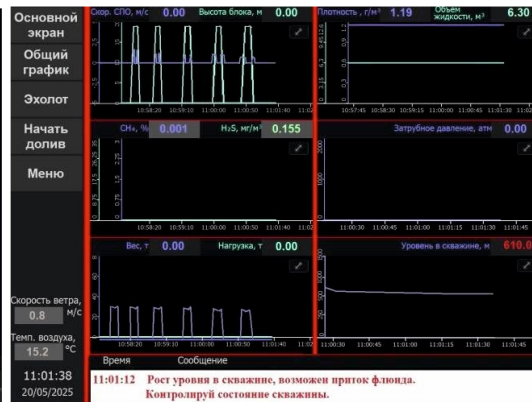 Основной
экран
Общий
график
Эхолот
Начать
долив
Меню
Скорость ветра,
0.8 м/с
Темп. воздуха,
15.2 °C
11:01:38
20/05/2025
Скор. СПО, м/с 0.00 Высота блока, м 0.00
10:58:20 10:59:10 11:00:00 11:00:50 11:01:40
Плотность , г/м³ 1.19 Объем жидкости, м³ 6.30
10:57:45 10:58:30 10:59:15 11:00:00 11:00:45 11:01:30
CH₄, % 0.001 H₂S, мг/м³ 0.155
10:58:20 10:59:10 11:00:00 11:00:50 11:01:40
Затрубное давление, атм 0.00
11:00:30 11:00:45 11:01:00 11:01:15 11:01:30 11:01:45
Вес, т 0.00 Нагрузка, т 0.00
10:58:20 10:59:10 11:00:00 11:00:50 11:01:40
Уровень в скважине, м 610.0
11:00:30 11:00:45 11:01:00 11:01:15 11:01:30 11:01:45
Время Сообщение
11:01:12 Рост уровня в скважине, возможен приток флюида.
Контролируй состояние скважины.